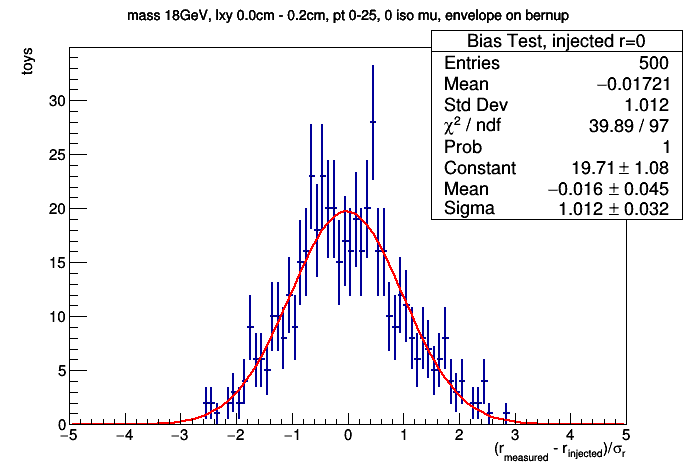 mass 18GeV, lxy 0.0cm - 0.2cm, pt 0-25, 0 iso mu, envelope on bernup
Bias Test, injected r=0
Entries 500
Mean −0.01721
Std Dev 1.012
χ² / ndf 39.89 / 97
Prob 1
Constant 19.71 ± 1.08
Mean −0.016 ± 0.045
Sigma 1.012 ± 0.032
toys
30
25
20
15
10
5
0
−5 −4 −3 −2 −1 0 1 2 3 4 5
(r_measured - r_injected)/σ_r